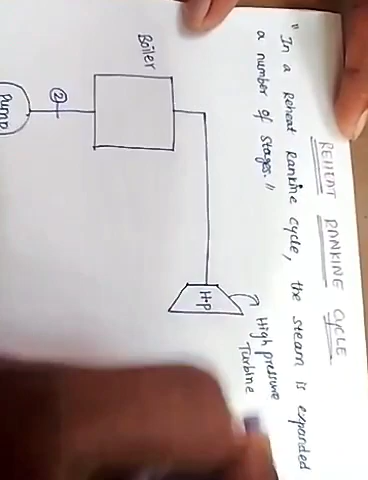 REHEAT RANKINE CYCLE
"In a Reheat Rankine cycle, the steam is expanded
a number of stages."
Boiler
H.P
High pressure
Turbine
2
Pump